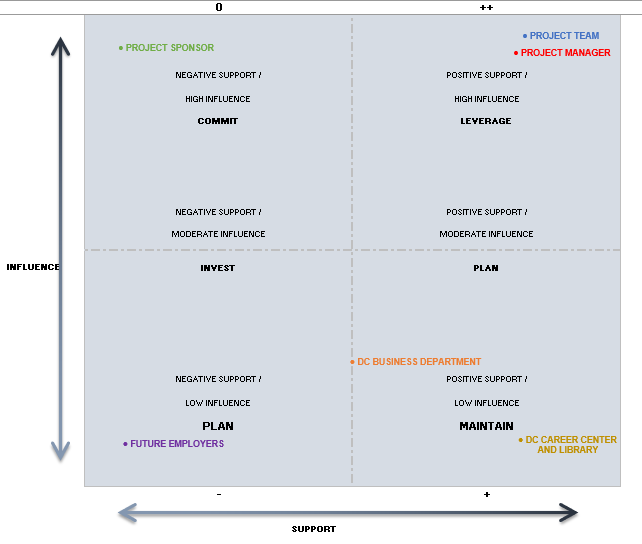 0 ++
• PROJECT SPONSOR
• PROJECT TEAM
• PROJECT MANAGER
NEGATIVE SUPPORT /
HIGH INFLUENCE
COMMIT
POSITIVE SUPPORT /
HIGH INFLUENCE
LEVERAGE
NEGATIVE SUPPORT /
MODERATE INFLUENCE
INVEST
POSITIVE SUPPORT /
MODERATE INFLUENCE
PLAN
INFLUENCE
• DC BUSINESS DEPARTMENT
NEGATIVE SUPPORT /
LOW INFLUENCE
PLAN
• FUTURE EMPLOYERS
POSITIVE SUPPORT /
LOW INFLUENCE
MAINTAIN
• DC CAREER CENTER
AND LIBRARY
- +
SUPPORT